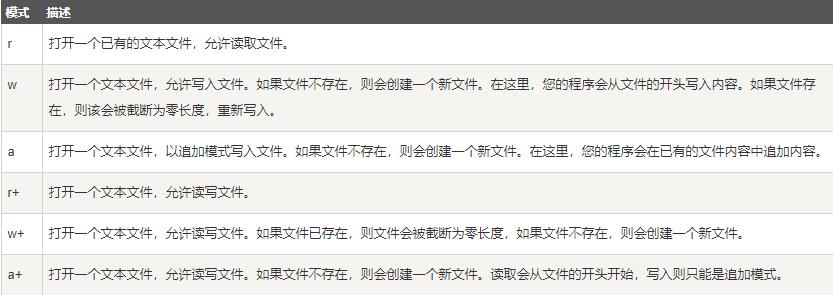 模式 描述
r 打开一个已有的文本文件，允许读取文件。
w 打开一个文本文件，允许写入文件。如果文件不存在，则会创建一个新文件。在这里，您的程序会从文件的开头写入内容。如果文件存
在，则该会被截断为零长度，重新写入。
a 打开一个文本文件，以追加模式写入文件。如果文件不存在，则会创建一个新文件。在这里，您的程序会在已有的文件内容中追加内容。
r+ 打开一个文本文件，允许读写文件。
w+ 打开一个文本文件，允许读写文件。如果文件已存在，则文件会被截断为零长度，如果文件不存在，则会创建一个新文件。
a+ 打开一个文本文件，允许读写文件。如果文件不存在，则会创建一个新文件。读取会从文件的开头开始，写入则只能是追加模式。